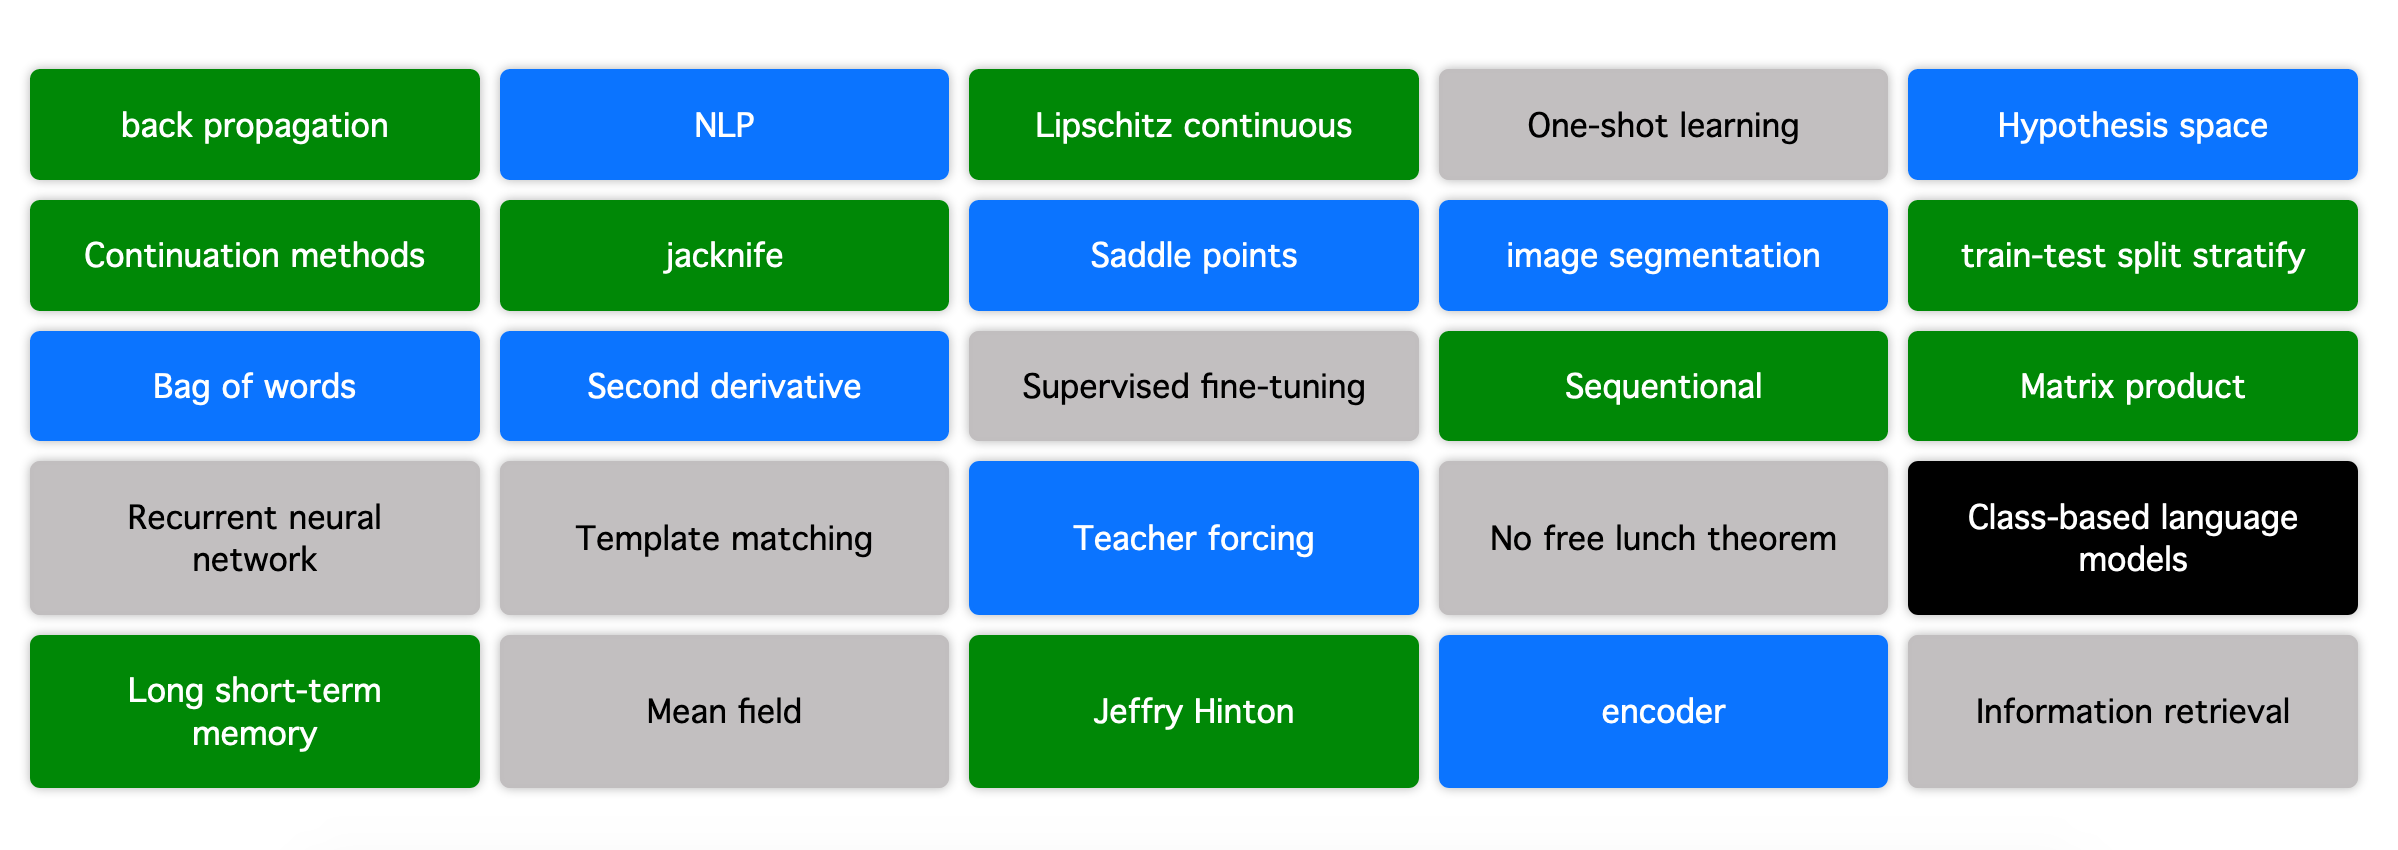 back propagation
NLP
Lipschitz continuous
One-shot learning
Hypothesis space
Continuation methods
jacknife
Saddle points
image segmentation
train-test split stratify
Bag of words
Second derivative
Supervised fine-tuning
Sequentional
Matrix product
Recurrent neural
network
Template matching
Teacher forcing
No free lunch theorem
Class-based language
models
Long short-term
memory
Mean field
Jeffry Hinton
encoder
Information retrieval